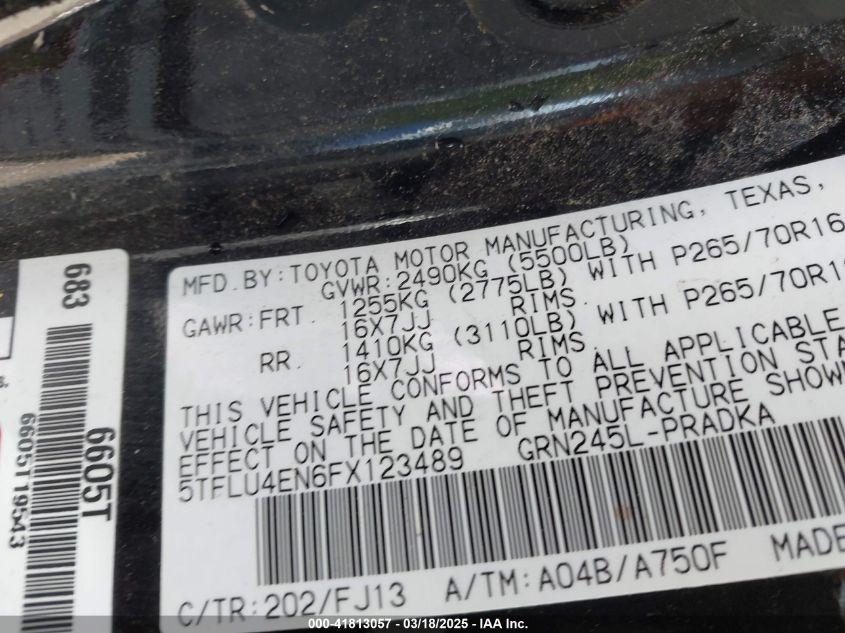 MFD.BY:TOYOTA MOTOR MANUFACTURING, TEXAS,
GVWR:2490KG (5500LB)
GAWR:FRT. 1255KG (2775LB) WITH P265/70R16
16X7JJ RIMS.
RR. 1410KG (3110LB) WITH P265/70R1
16X7JJ RIMS.
THIS VEHICLE CONFORMS TO ALL APPLICABLE
VEHICLE SAFETY AND THEFT PREVENTION STA
EFFECT ON THE DATE OF MANUFACTURE SHOW
5TFLU4EN6FX123489 GRN245L-PRADKA
C/TR:202/FJ13 A/TM:A04B/A750F MADE
683
6605T
6605T19543
000-41813057 - 03/18/2025 - IAA Inc.